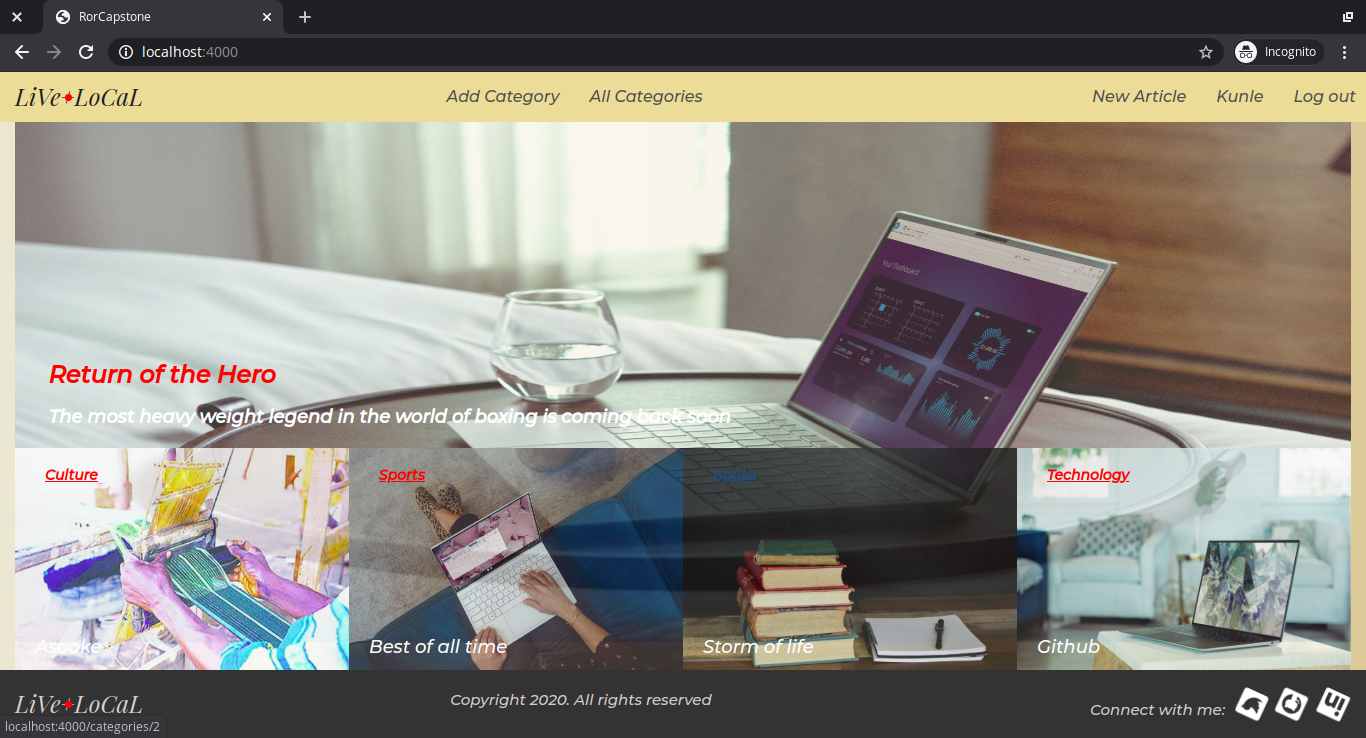 RorCapstone
localhost:4000
Incognito
LiVe LoCaL
Add Category
All Categories
New Article
Kunle
Log out
Your Dashboard
Return of the Hero
The most heavy weight legend in the world of boxing is coming back soon
Culture
Sports
Books
Technology
Asooke
Best of all time
Storm of life
Github
LiVe LoCaL
Copyright 2020. All rights reserved
Connect with me:
localhost:4000/categories/2